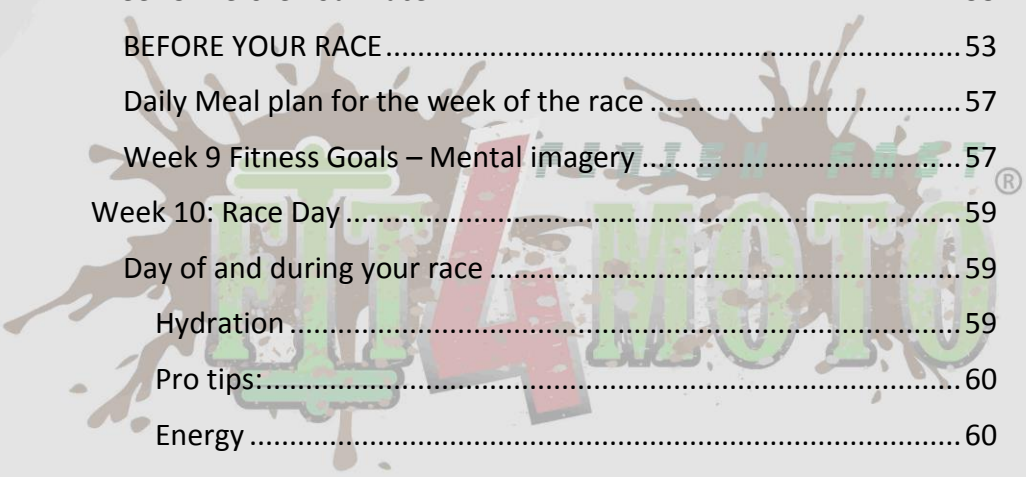 BEFORE YOUR RACE....................................................................53
Daily Meal plan for the week of the race.....................................57
Week 9 Fitness Goals – Mental imagery......................................57
Week 10: Race Day.........................................................................59
Day of and during your race........................................................59
Hydration................................................................................59
Pro tips:...................................................................................60
Energy.....................................................................................60
FINISH FAST
FIT4MOTO®